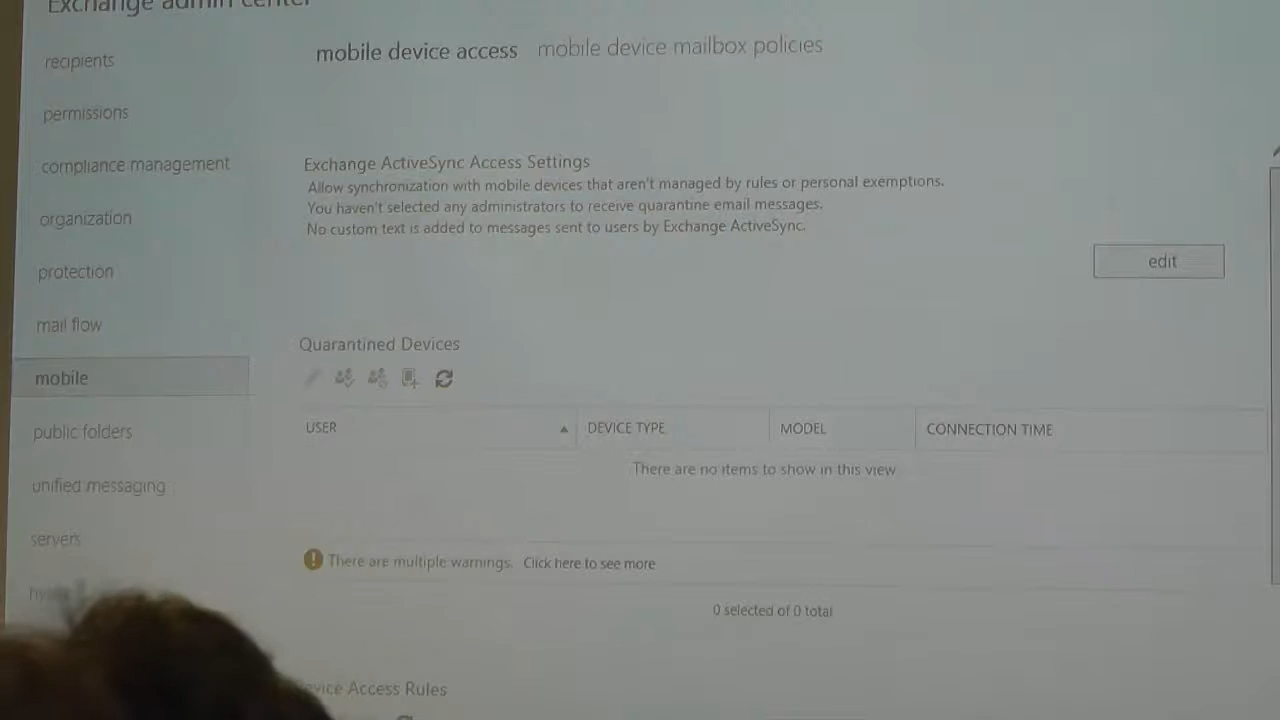 Exchange admin center
recipients
permissions
compliance management
organization
protection
mail flow
mobile
public folders
unified messaging
servers
mobile device access mobile device mailbox policies
Exchange ActiveSync Access Settings
Allow synchronization with mobile devices that aren't managed by rules or personal exemptions.
You haven't selected any administrators to receive quarantine email messages.
No custom text is added to messages sent to users by Exchange ActiveSync.
edit
Quarantined Devices
USER DEVICE TYPE MODEL CONNECTION TIME
There are no items to show in this view
There are multiple warnings. Click here to see more
0 selected of 0 total
Access Rules